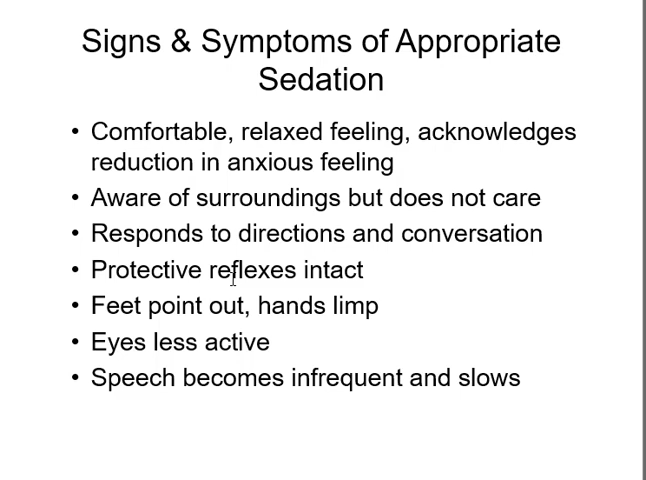 Signs & Symptoms of Appropriate
Sedation
• Comfortable, relaxed feeling, acknowledges
reduction in anxious feeling
• Aware of surroundings but does not care
• Responds to directions and conversation
• Protective reflexes intact
• Feet point out, hands limp
• Eyes less active
• Speech becomes infrequent and slows